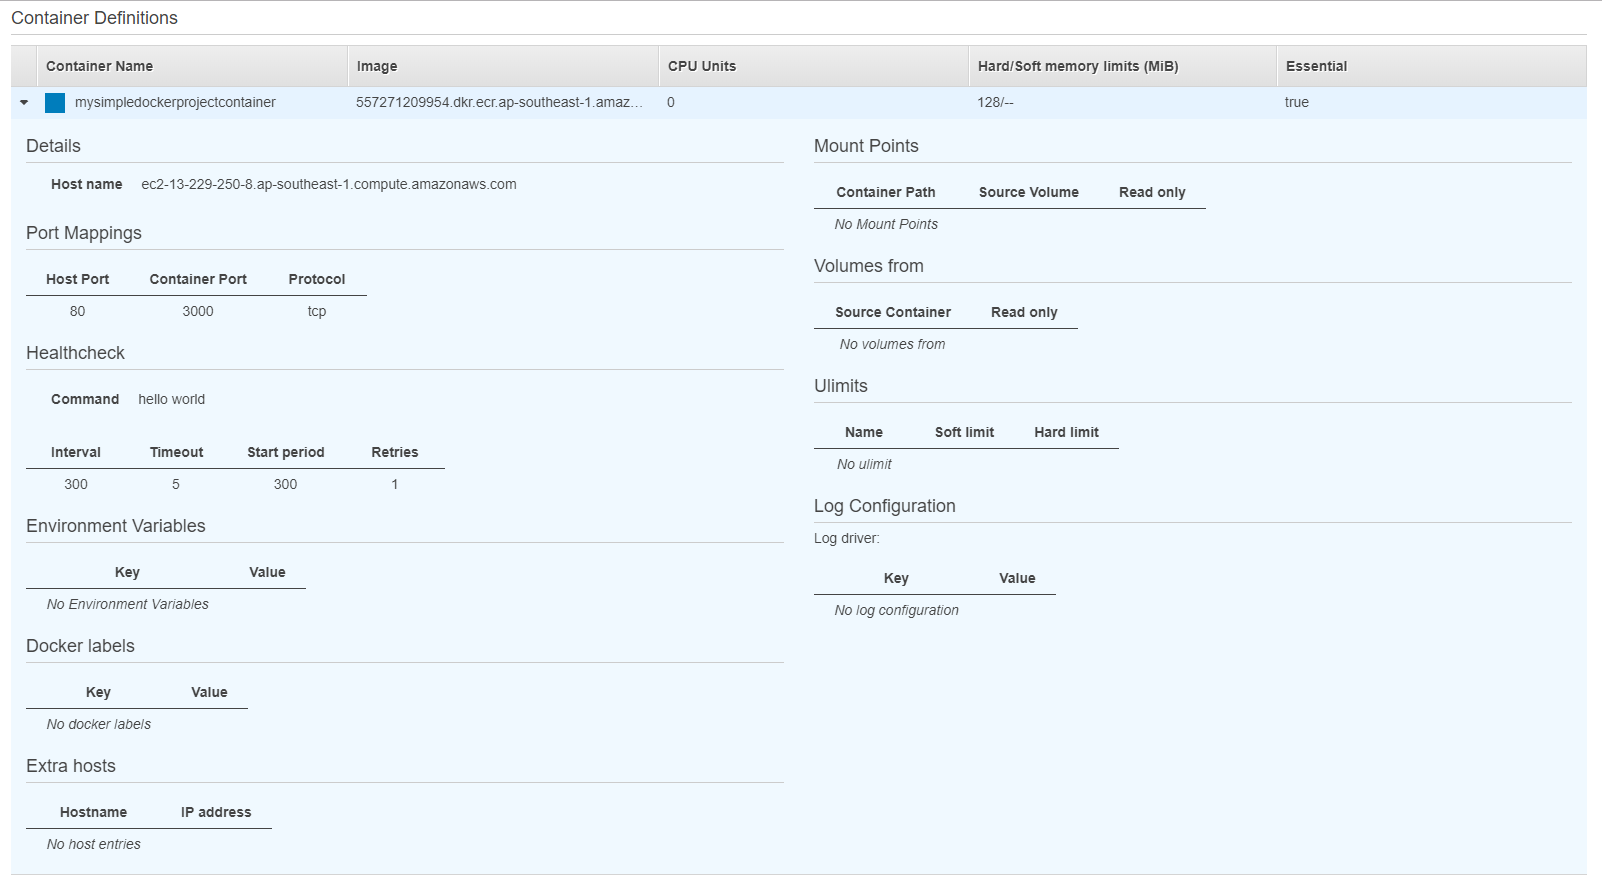 Container Definitions
Container Name Image CPU Units Hard/Soft memory limits (MiB) Essential
mysimpledockerprojectcontainer 557271209954.dkr.ecr.ap-southeast-1.amaz... 0 128/-- true
Details
Host name ec2-13-229-250-8.ap-southeast-1.compute.amazonaws.com
Port Mappings
Host Port Container Port Protocol
80 3000 tcp
Healthcheck
Command hello world
Interval Timeout Start period Retries
300 5 300 1
Environment Variables
Key Value
No Environment Variables
Docker labels
Key Value
No docker labels
Extra hosts
Hostname IP address
No host entries
Mount Points
Container Path Source Volume Read only
No Mount Points
Volumes from
Source Container Read only
No volumes from
Ulimits
Name Soft limit Hard limit
No ulimit
Log Configuration
Log driver:
Key Value
No log configuration